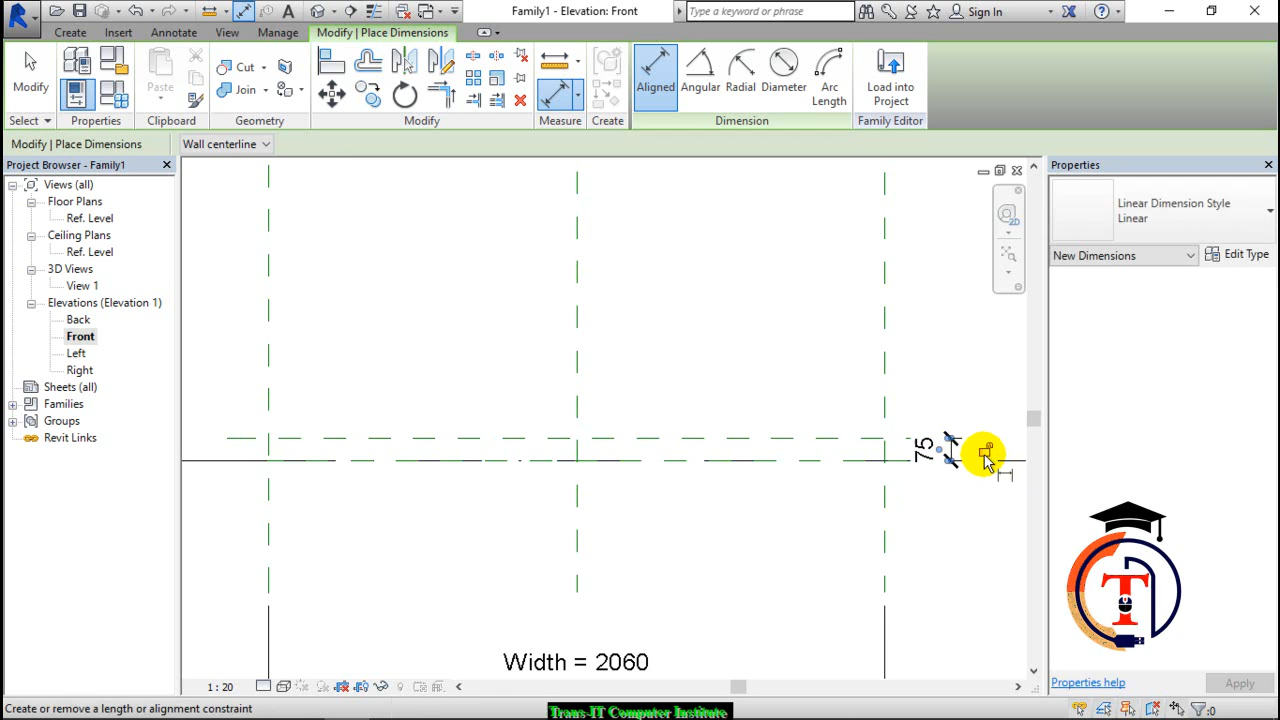 Family1 - Elevation: Front
Type a keyword or phrase
Sign In
Create
Insert
Annotate
View
Manage
Modify | Place Dimensions
Modify
Select
Properties
Paste
Clipboard
Cut
Join
Geometry
Modify
Measure
Create
Aligned
Angular
Radial
Diameter
Arc
Length
Dimension
Load into
Project
Family Editor
Modify | Place Dimensions
Wall centerline
Project Browser - Family1
Views (all)
Floor Plans
Ref. Level
Ceiling Plans
Ref. Level
3D Views
View 1
Elevations (Elevation 1)
Back
Front
Left
Right
Sheets (all)
Families
Groups
Revit Links
2D
75
Width = 2060
1 : 20
Properties
Linear Dimension Style
Linear
New Dimensions
Edit Type
T
Properties help
Apply
Create or remove a length or alignment constraint
Trans-IT Computer Institute
:0